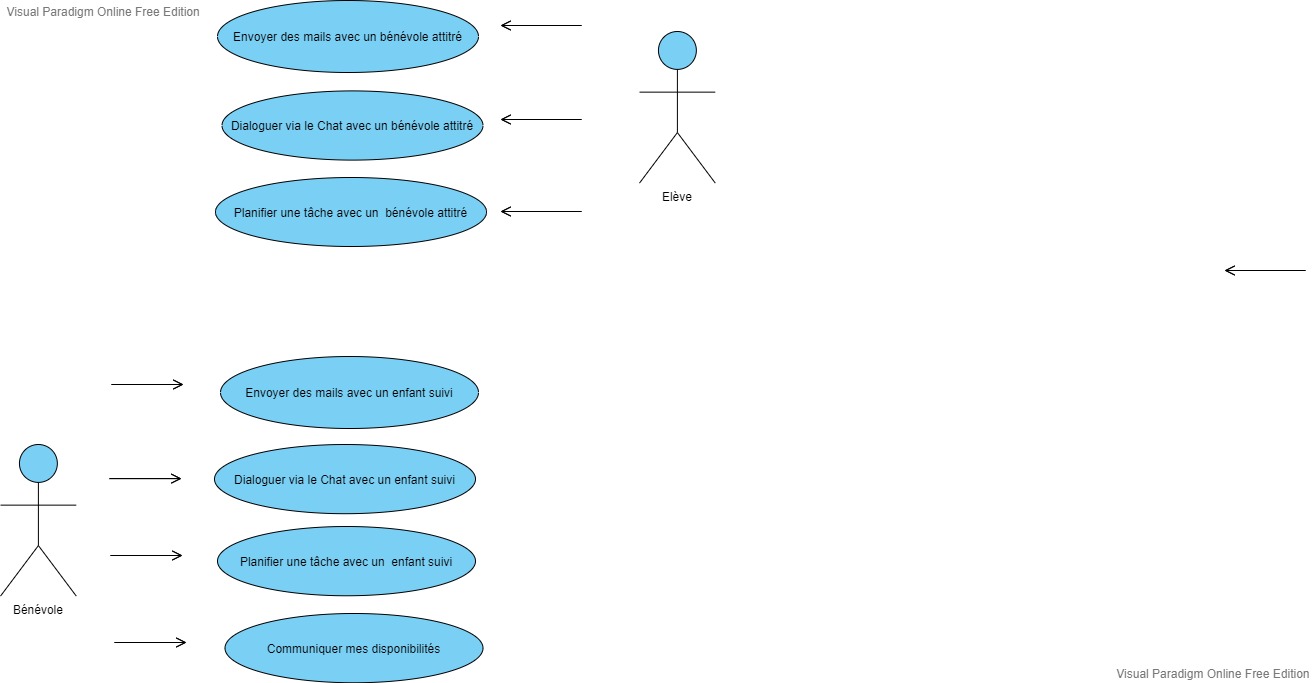 Visual Paradigm Online Free Edition
Envoyer des mails avec un bénévole attitré
Dialoguer via le Chat avec un bénévole attitré
Planifier une tâche avec un  bénévole attitré
Elève
Envoyer des mails avec un enfant suivi
Dialoguer via le Chat avec un enfant suivi
Planifier une tâche avec un  enfant suivi
Bénévole
Communiquer mes disponibilités
Visual Paradigm Online Free Edition